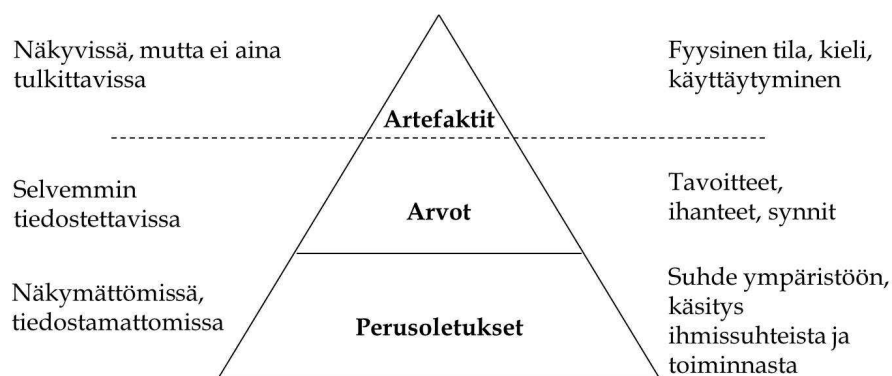 Näkyvissä, mutta ei aina
tulkittavissa
Artefaktit
Fyysinen tila, kieli,
käyttäytyminen
Selvemmin
tiedostettavissa
Arvot
Tavoitteet,
ihanteet, synnit
Näkymättömissä,
tiedostamattomissa
Perusoletukset
Suhde ympäristöön,
käsitys
ihmissuhteista ja
toiminnasta